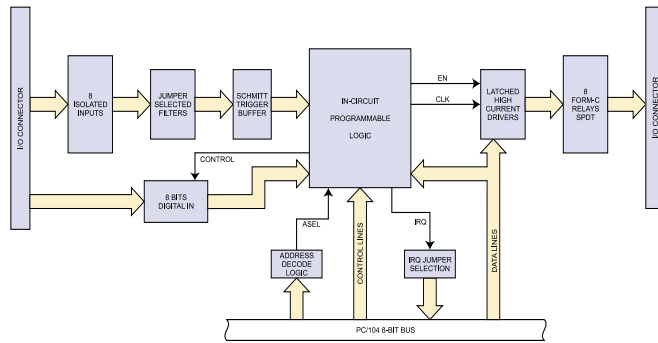 I/O CONNECTOR
8
ISOLATED
INPUTS
JUMPER
SELECTED
FILTERS
SCHMITT
TRIGGER
BUFFER
IN-CIRCUIT
PROGRAMMABLE
LOGIC
EN
CLK
LATCHED
HIGH
CURRENT
DRIVERS
8
FORM-C
RELAYS
SPDT
I/O CONNECTOR
CONTROL
8 BITS
DIGITAL IN
ASEL
IRQ
ADDRESS
DECODE
LOGIC
CONTROL LINES
IRQ JUMPER
SELECTION
DATA LINES
PC/104 8-BIT BUS